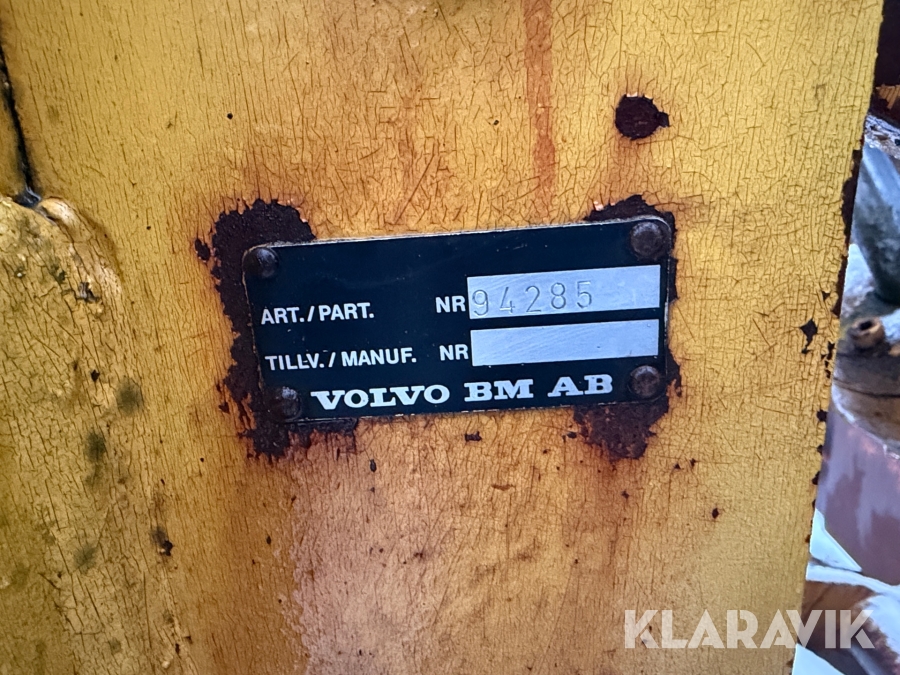 ART./PART. NR 94285
TILLV./MANUF. NR
VOLVO BM AB
KLARAVIK